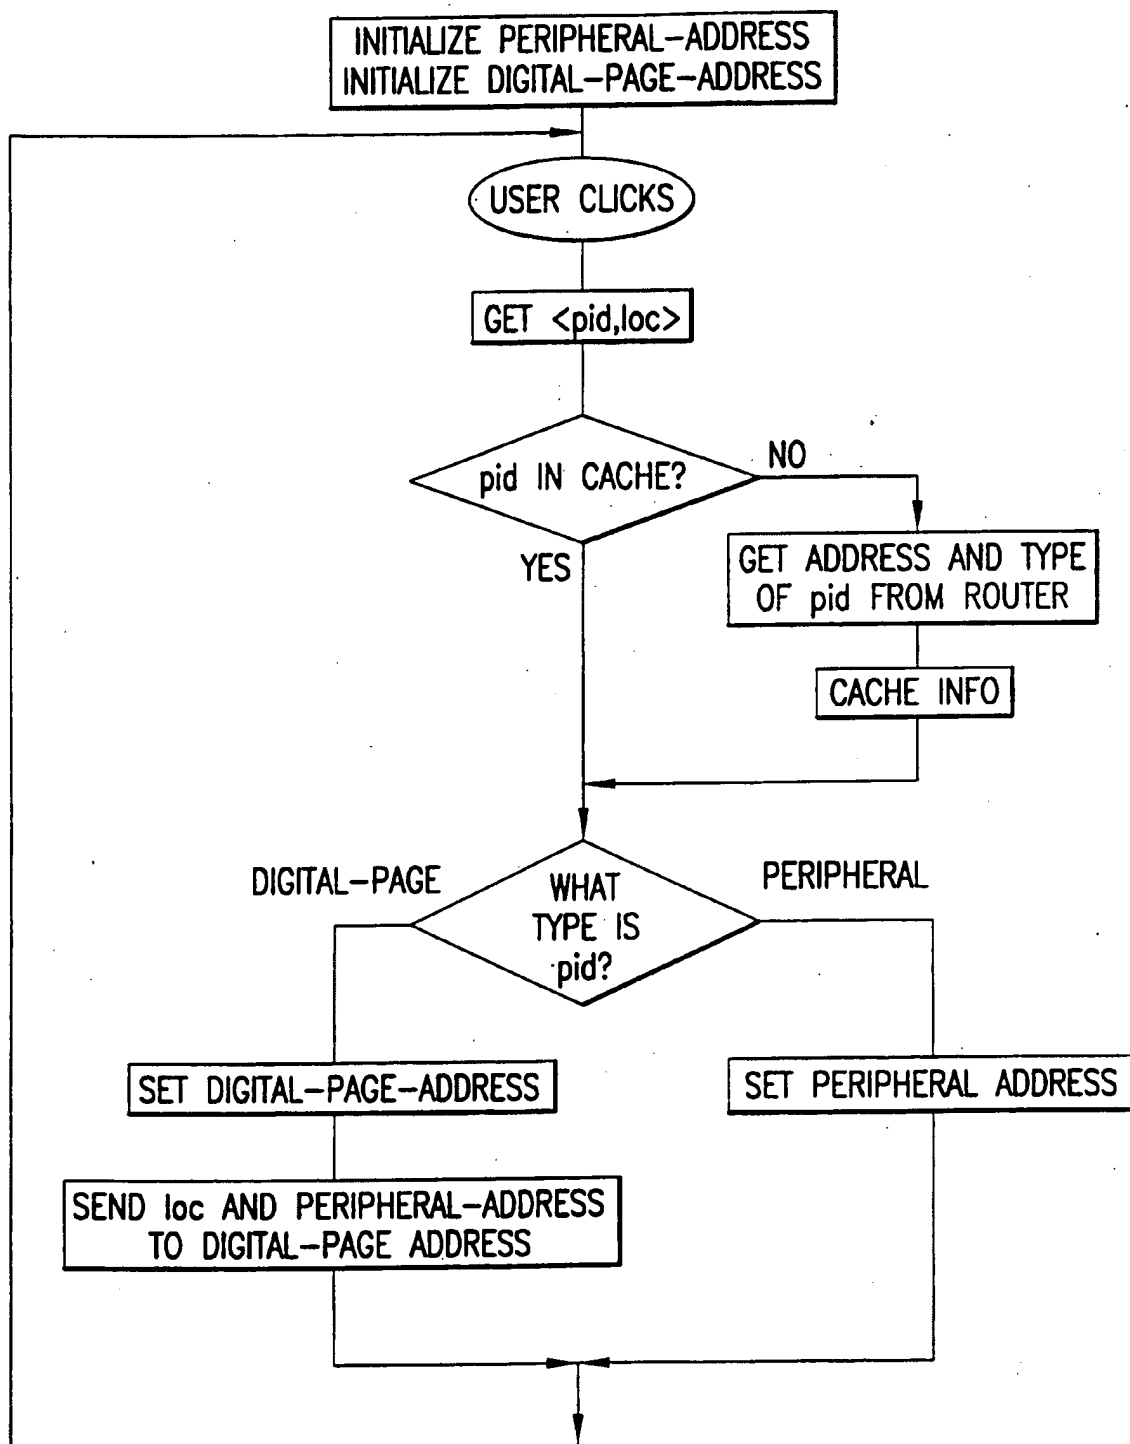 INITIALIZE PERIPHERAL-ADDRESS
INITIALIZE DIGITAL-PAGE-ADDRESS
USER CLICKS
GET <pid,loc>
pid IN CACHE?
NO
YES
GET ADDRESS AND TYPE
OF pid FROM ROUTER
CACHE INFO
DIGITAL-PAGE
PERIPHERAL
WHAT
TYPE IS
pid?
SET DIGITAL-PAGE-ADDRESS
SET PERIPHERAL ADDRESS
SEND loc AND PERIPHERAL-ADDRESS
TO DIGITAL-PAGE ADDRESS